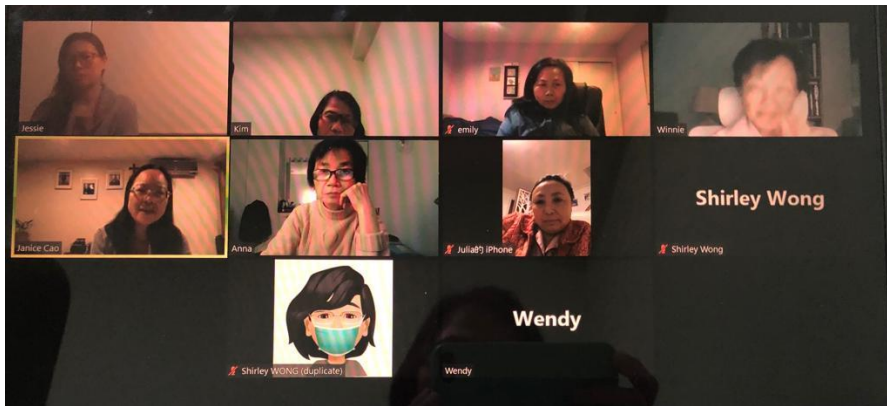 Jessie
Kim
emily
Winnie
Janice Cao
Anna
Julia的 iPhone
Shirley Wong
Shirley Wong
Shirley WONG (duplicate)
Wendy
Wendy